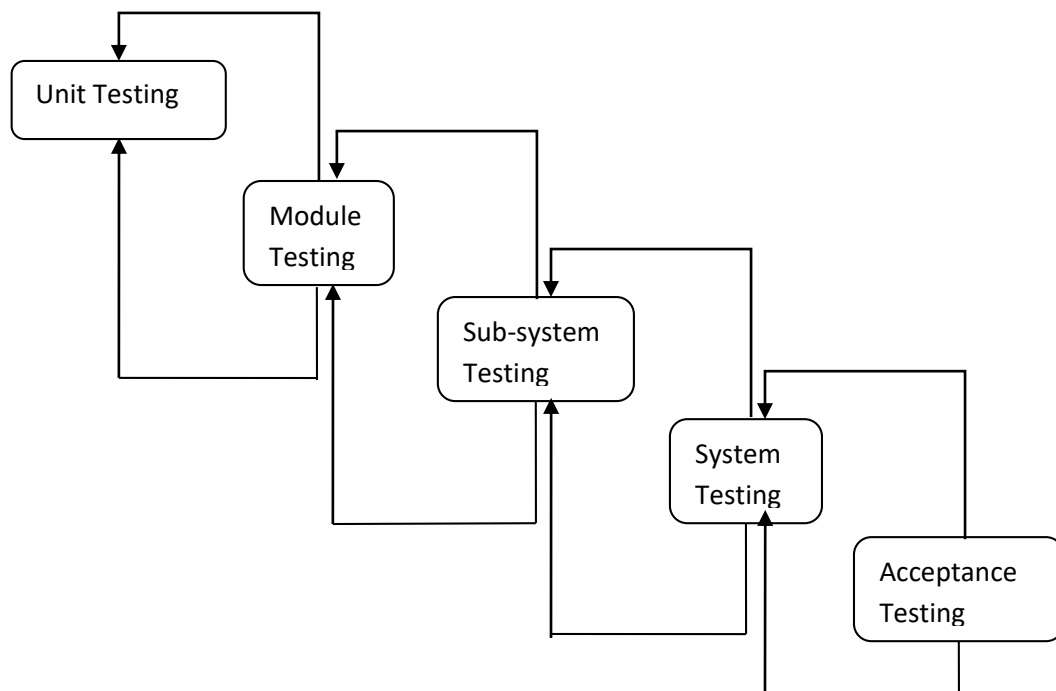 Unit Testing
Module
Testing
Sub-system
Testing
System
Testing
Acceptance
Testing